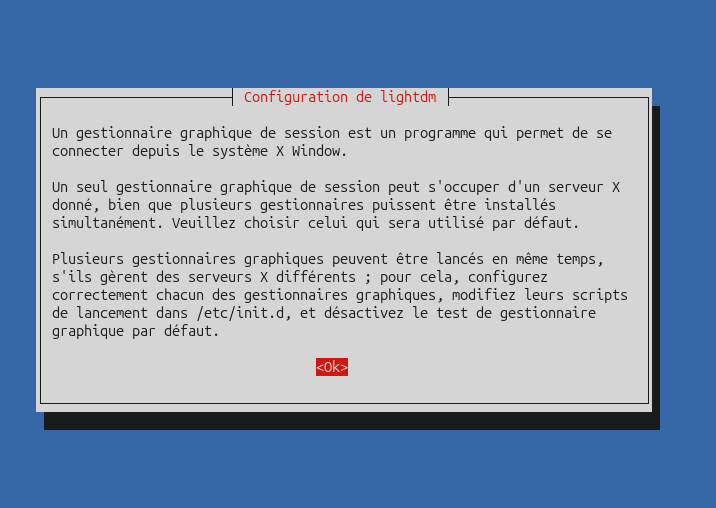 Configuration de lightdm
Un gestionnaire graphique de session est un programme qui permet de se
connecter depuis le système X Window.
Un seul gestionnaire graphique de session peut s'occuper d'un serveur X
donné, bien que plusieurs gestionnaires puissent être installés
simultanément. Veuillez choisir celui qui sera utilisé par défaut.
Plusieurs gestionnaires graphiques peuvent être lancés en même temps,
s'ils gèrent des serveurs X différents ; pour cela, configurez
correctement chacun des gestionnaires graphiques, modifiez leurs scripts
de lancement dans /etc/init.d, et désactivez le test de gestionnaire
graphique par défaut.
<Ok>